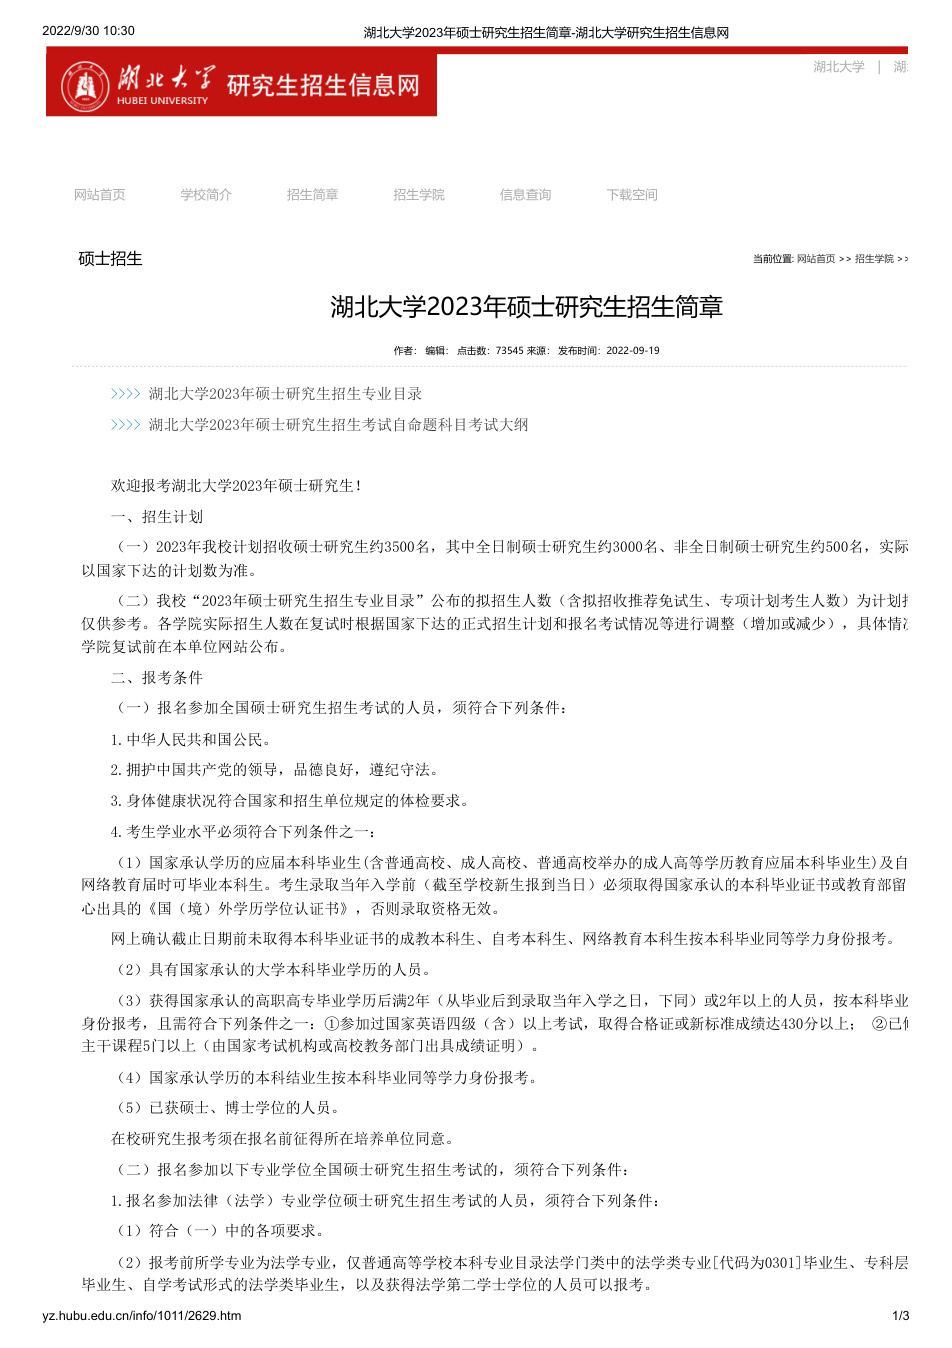 2022/9/30 10:30
湖北大学2023年硕士研究生招生简章-湖北大学研究生招生信息网
湖北大学 研究生招生信息网
HUBEI UNIVERSITY
湖北大学 | 湖
网站首页 学校简介 招生简章 招生学院 信息查询 下载空间
硕士招生
当前位置: 网站首页 >> 招生学院 >>
湖北大学2023年硕士研究生招生简章
作者： 编辑： 点击数：73545 来源： 发布时间：2022-09-19
>>>> 湖北大学2023年硕士研究生招生专业目录
>>>> 湖北大学2023年硕士研究生招生考试自命题科目考试大纲
欢迎报考湖北大学2023年硕士研究生！
一、招生计划
（一）2023年我校计划招收硕士研究生约3500名，其中全日制硕士研究生约3000名、非全日制硕士研究生约500名，实际
以国家下达的计划数为准。
（二）我校“2023年硕士研究生招生专业目录”公布的拟招生人数（含拟招收推荐免试生、专项计划考生人数）为计划
仅供参考。各学院实际招生人数在复试时根据国家下达的正式招生计划和报名考试情况等进行调整（增加或减少），具体情
学院复试前在本单位网站公布。
二、报考条件
（一）报名参加全国硕士研究生招生考试的人员，须符合下列条件：
1.中华人民共和国公民。
2.拥护中国共产党的领导，品德良好，遵纪守法。
3.身体健康状况符合国家和招生单位规定的体检要求。
4.考生学业水平必须符合下列条件之一：
（1）国家承认学历的应届本科毕业生(含普通高校、成人高校、普通高校举办的成人高等学历教育应届本科毕业生)及自
网络教育届时可毕业本科生。考生录取当年入学前（截至学校新生报到当日）必须取得国家承认的本科毕业证书或教育部留
心出具的《国（境）外学历学位认证书》，否则录取资格无效。
网上确认截止日期前未取得本科毕业证书的成教本科生、自考本科生、网络教育本科生按本科毕业同等学力身份报考。
（2）具有国家承认的大学本科毕业学历的人员。
（3）获得国家承认的高职高专毕业学历后满2年（从毕业后到录取当年入学之日，下同）或2年以上的人员，按本科毕业
身份报考，且需符合下列条件之一：①参加过国家英语四级（含）以上考试，取得合格证或新标准成绩达430分以上； ②已
主干课程5门以上（由国家考试机构或高校教务部门出具成绩证明）。
（4）国家承认学历的本科结业生按本科毕业同等学力身份报考。
（5）已获硕士、博士学位的人员。
在校研究生报考须在报名前征得所在培养单位同意。
（二）报名参加以下专业学位全国硕士研究生招生考试的，须符合下列条件：
1.报名参加法律（法学）专业学位硕士研究生招生考试的人员，须符合下列条件：
（1）符合（一）中的各项要求。
（2）报考前所学专业为法学专业，仅普通高等学校本科专业目录法学门类中的法学类专业[代码为0301]毕业生、专科层
毕业生、自学考试形式的法学类毕业生，以及获得法学第二学士学位的人员可以报考。
yz.hubu.edu.cn/info/1011/2629.htm
1/3